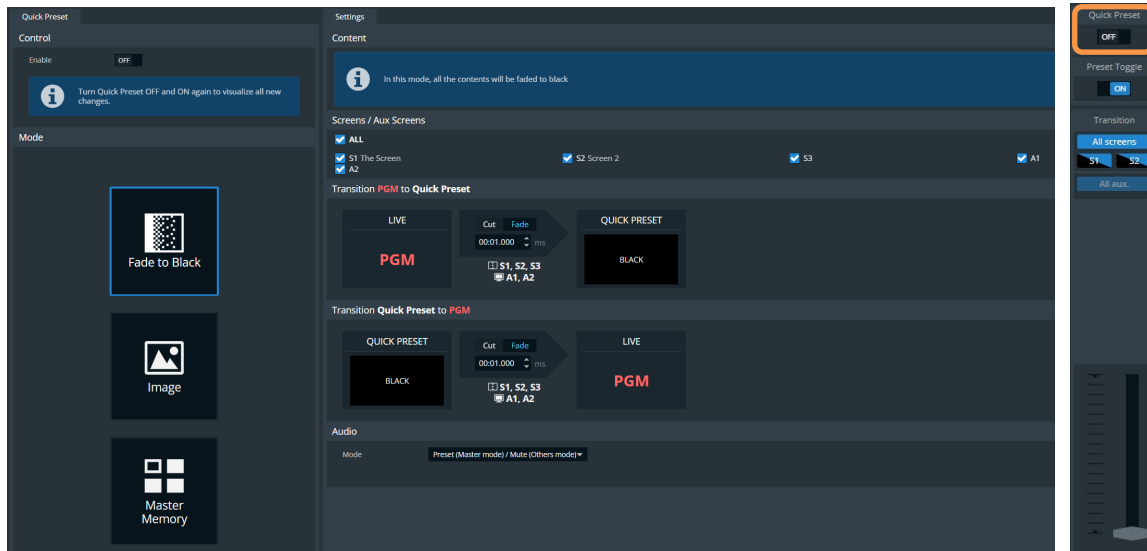 Quick Preset
Control
Enable OFF
Turn Quick Preset OFF and ON again to visualize all new
changes.
Mode
Fade to Black
Image
Master
Memory
Settings
Content
In this mode, all the contents will be faded to black
Screens / Aux Screens
ALL
S1 The Screen S2 Screen 2 S3 A1
A2
Transition PGM to Quick Preset
LIVE
PGM
Cut Fade
00:01.000 ms
S1, S2, S3
A1, A2
QUICK PRESET
BLACK
Transition Quick Preset to PGM
QUICK PRESET
BLACK
Cut Fade
00:01.000 ms
S1, S2, S3
A1, A2
LIVE
PGM
Audio
Mode Preset (Master mode) / Mute (Others mode)
Quick Preset
OFF
Preset Toggle
ON
Transition
All screens
S1 S2
All aux.